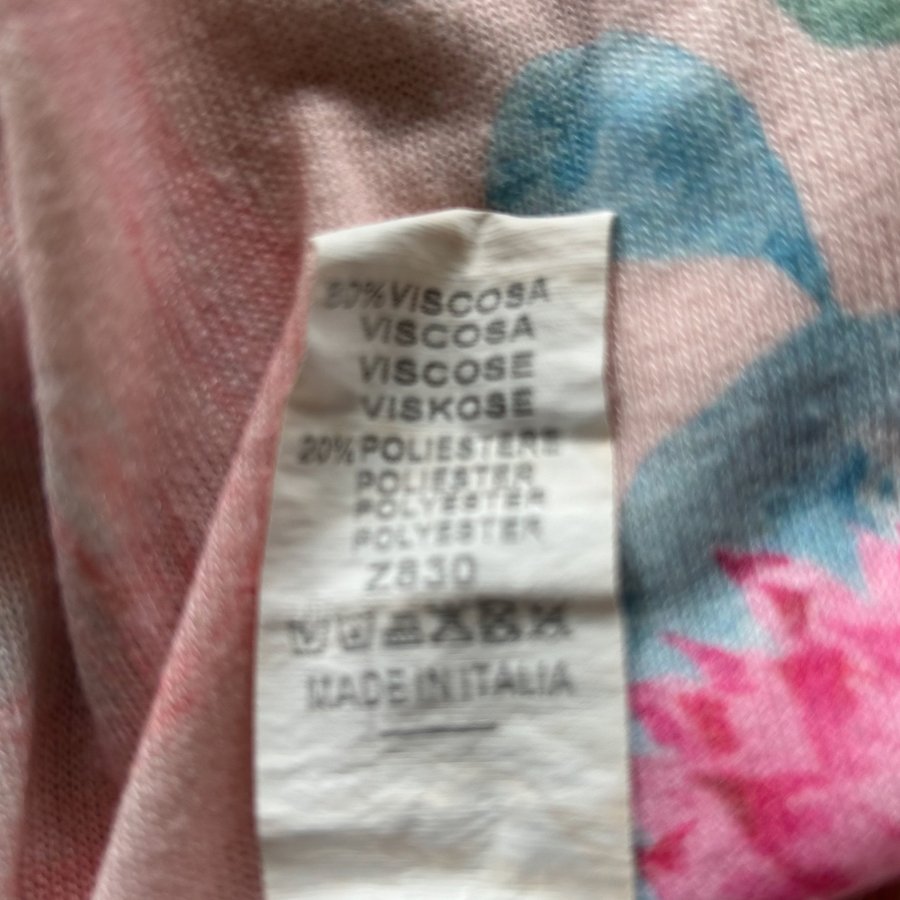 80%VISCOSA
VISCOSA
VISCOSE
VISKOSE
20%POLIESTERE
POLIESTER
POLYESTER
POLYESTER
Z830
MADE IN ITALIA